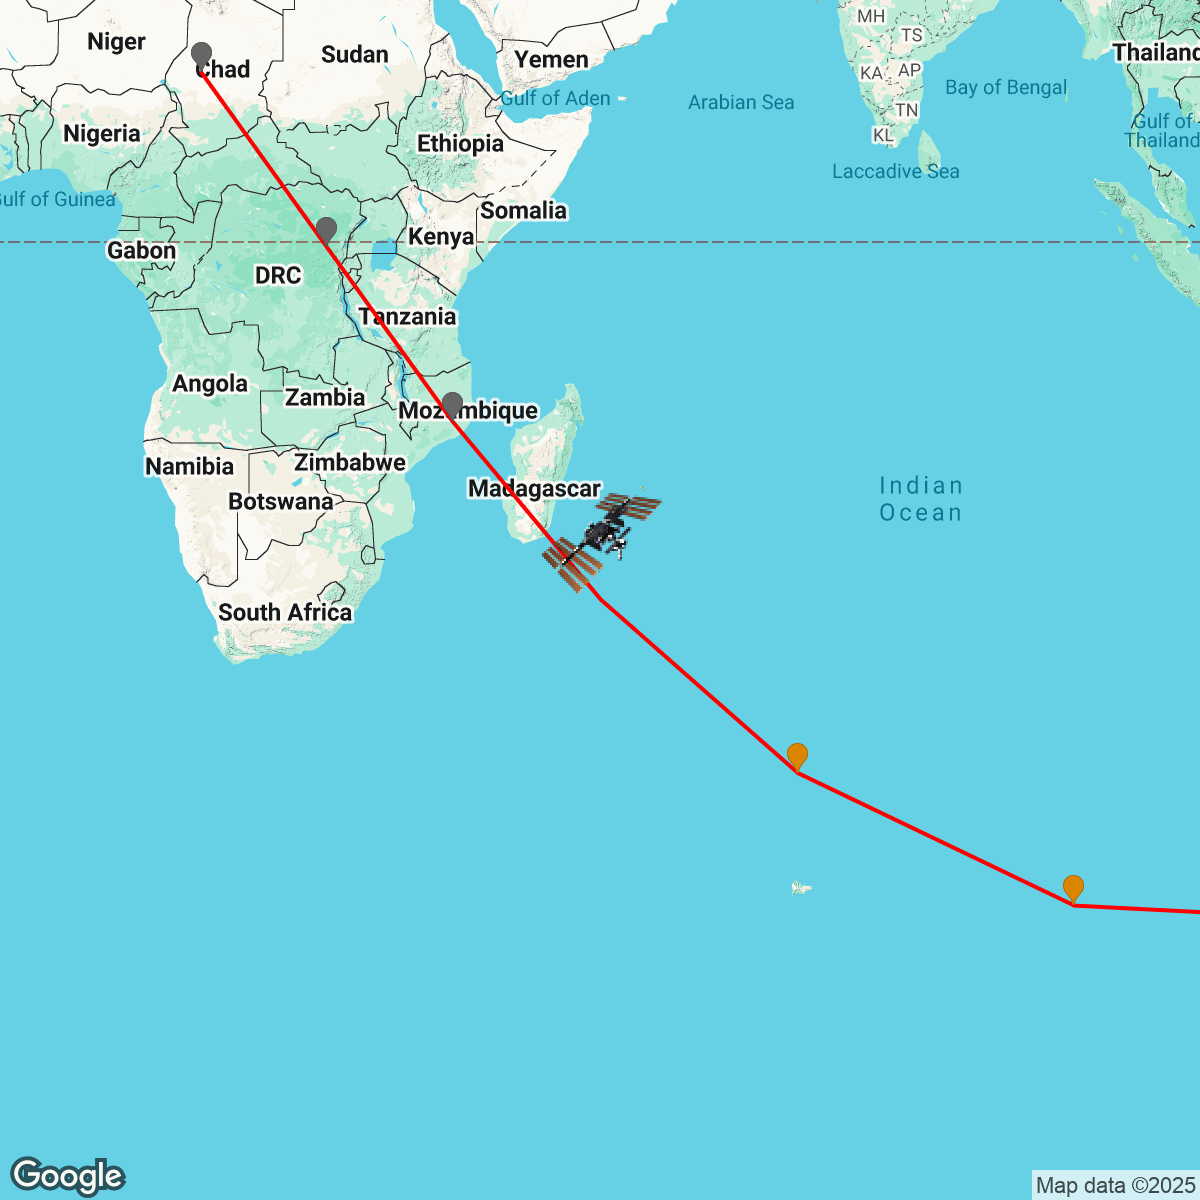 MH
TS
Niger
Sudan
Yemen
Thailand
Chad
KA
AP
Bay of Bengal
Gulf of Aden
Arabian Sea
TN
Nigeria
Ethiopia
KL
Gulf of
Thailand
Laccadive Sea
ulf of Guinea
Somalia
Gabon
Kenya
DRC
Tanzania
Angola
Zambia
Mozambique
Namibia
Zimbabwe
Madagascar
Botswana
Indian
Ocean
South Africa
Google
Map data ©2025